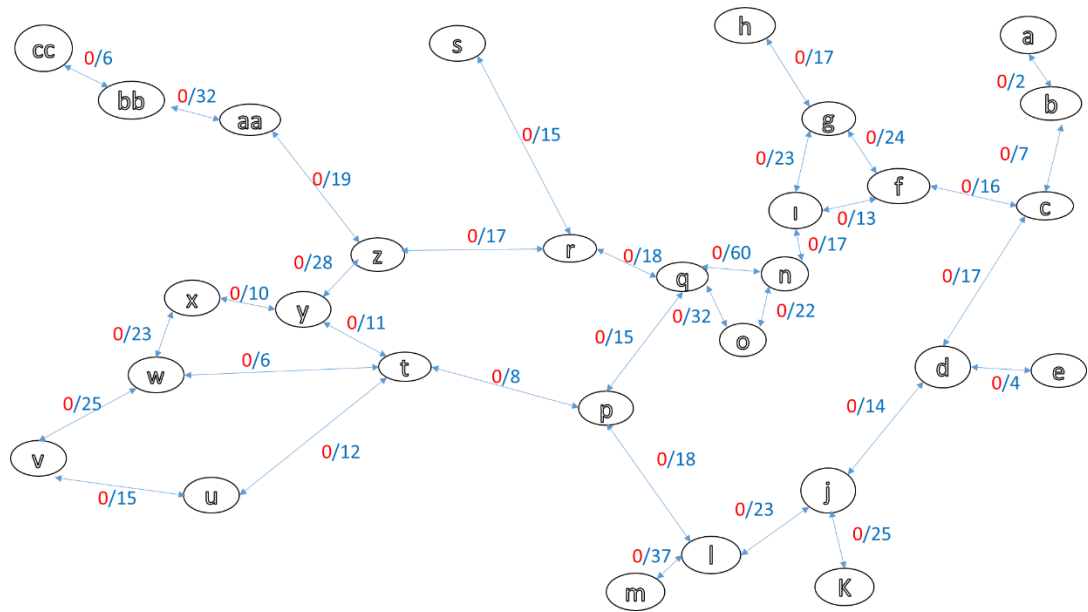 h
a
s
cc
0/6
0/17
bb
0/32
0/2
b
aa
g
0/15
0/24
0/7
0/23
f
0/19
0/16
c
ı
0/13
0/17
r
0/18
0/60
0/17
z
0/28
q
n
0/17
x
0/10
y
0/32
0/22
0/11
0/23
0/15
o
0/6
w
t
0/8
d
e
0/4
0/25
p
0/14
v
0/12
0/18
0/15
u
j
0/23
0/25
0/37
l
m
K